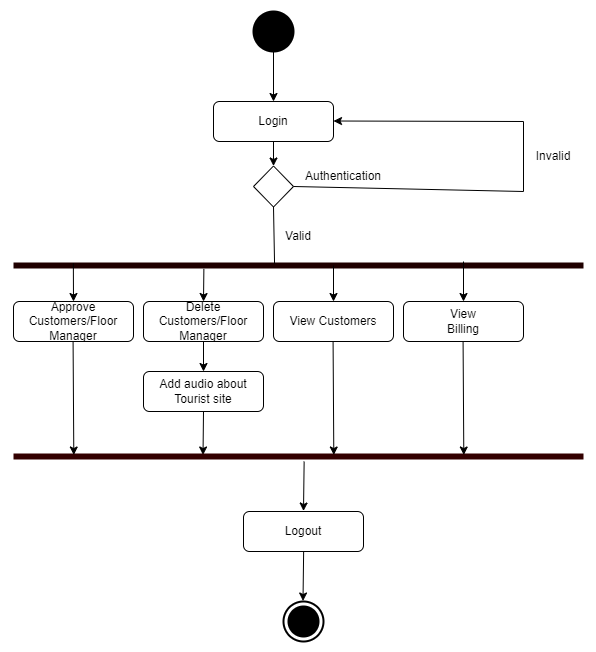 Login
Authentication
Invalid
Valid
Approve
Customers/Floor
Manager
Delete
Customers/Floor
Manager
View Customers
View
Billing
Add audio about
Tourist site
Logout